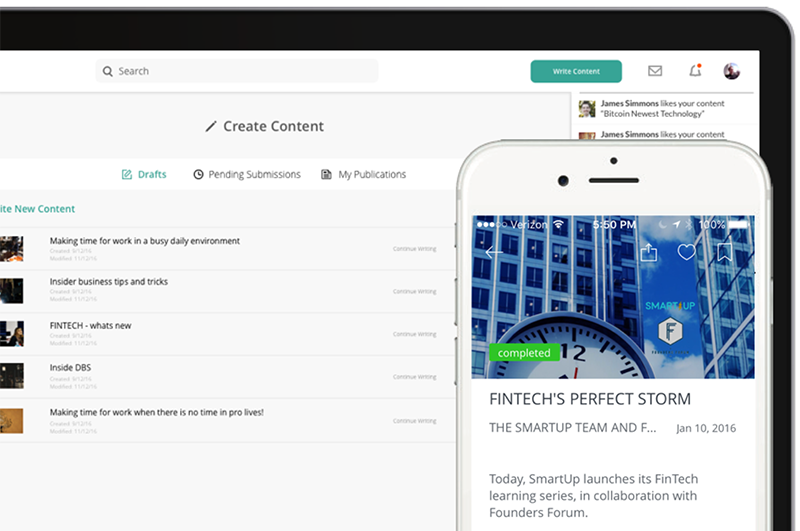 Search
Write Content
James Simmons likes your content
"Bitcoin Newest Technology"
James Simmons likes your content
Create Content
Drafts
Pending Submissions
My Publications
ite New Content
Making time for work in a busy daily environment
Created: 9/12/16
Modified: 11/12/16
Continue Writing
Insider business tips and tricks
Created: 9/12/16
Modified: 11/12/16
Continue Writing
FINTECH - whats new
Created: 9/12/16
Modified: 11/12/16
Continue Writing
Inside DBS
Created: 9/12/16
Modified: 11/12/16
Continue Writing
Making time for work when there is no time in pro lives!
Created: 9/12/16
Modified: 11/12/16
Continue Writing
Verizon
5:50 PM
100%
SMARTUP
F
12
completed
FINTECH'S PERFECT STORM
THE SMARTUP TEAM AND F...
Jan 10, 2016
Today, SmartUp launches its FinTech
learning series, in collaboration with
Founders Forum.